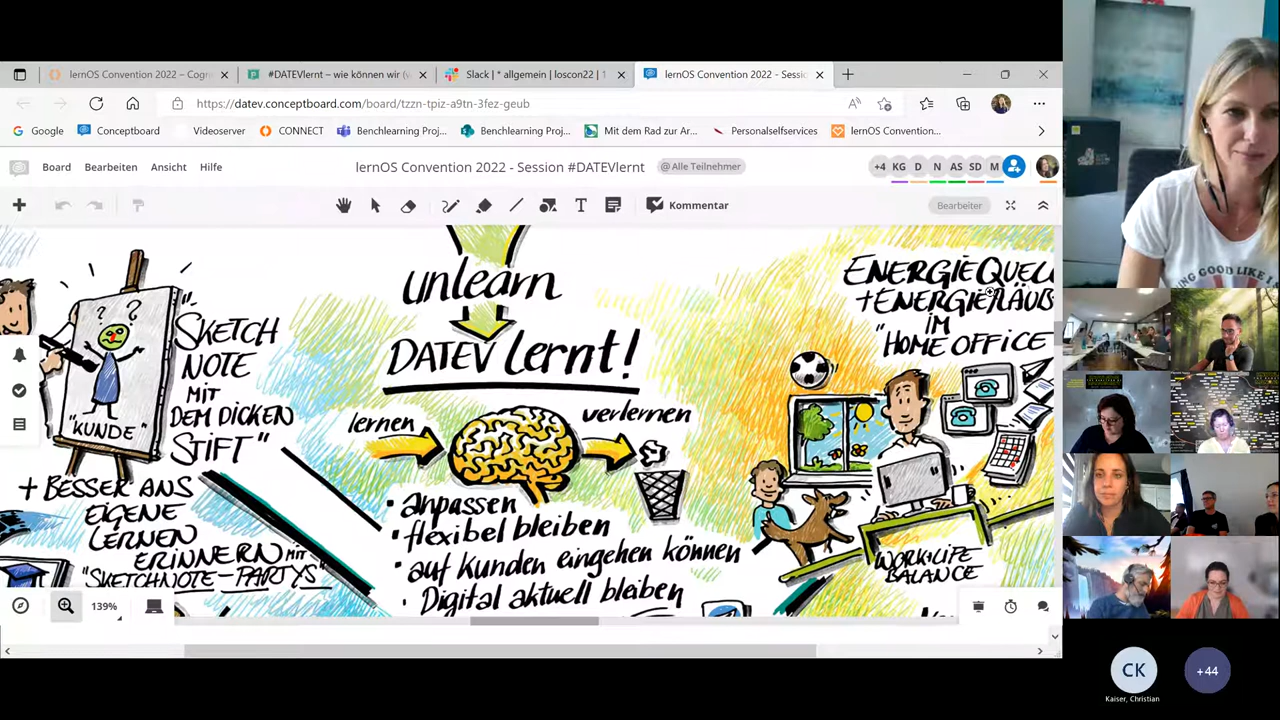 lernOS Convention 2022 – Cogn
#DATEVlernt – wie können wir (v
Slack | * allgemein | loscon22 | 1
lernOS Convention 2022 - Sessi
https://datev.conceptboard.com/board/tzzn-tpiz-a9tn-3fez-geub
Google
Conceptboard
Videoserver
CONNECT
Benchlearning Proj...
Benchlearning Proj...
Mit dem Rad zur Ar...
Personalselfservices
lernOS Convention...
Board
Bearbeiten
Ansicht
Hilfe
lernOS Convention 2022 - Session #DATEVlernt
@ Alle Teilnehmer
+4 KG D N AS SD M
T
Kommentar
Bearbeiter
? ?
"KUNDE"
"SKETCH
NOTE
MIT
DEM DICKEN
STIFT"
+ BESSER ANS
EIGENE
LERNEN
ERINNERN MIT
"SKETCHNOTE-PARTYS"
unlearn
DATEV lernt!
lernen
verlernen
• anpassen
• flexibel bleiben
• auf Kunden eingehen können
• Digital aktuell bleiben
ENERGIEQUEL
+ ENERGIEFLÄUB
IM
"HOME OFFICE
WORK-LIFE
BALANCE
139%
CK
Kaiser, Christian
+44